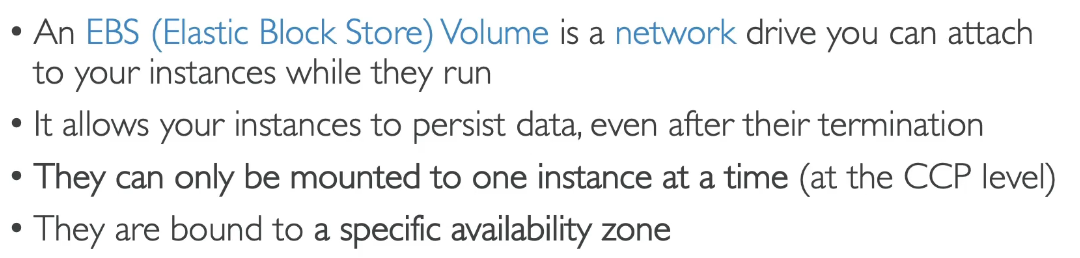 • An EBS (Elastic Block Store) Volume is a network drive you can attach
to your instances while they run
• It allows your instances to persist data, even after their termination
• They can only be mounted to one instance at a time (at the CCP level)
• They are bound to a specific availability zone